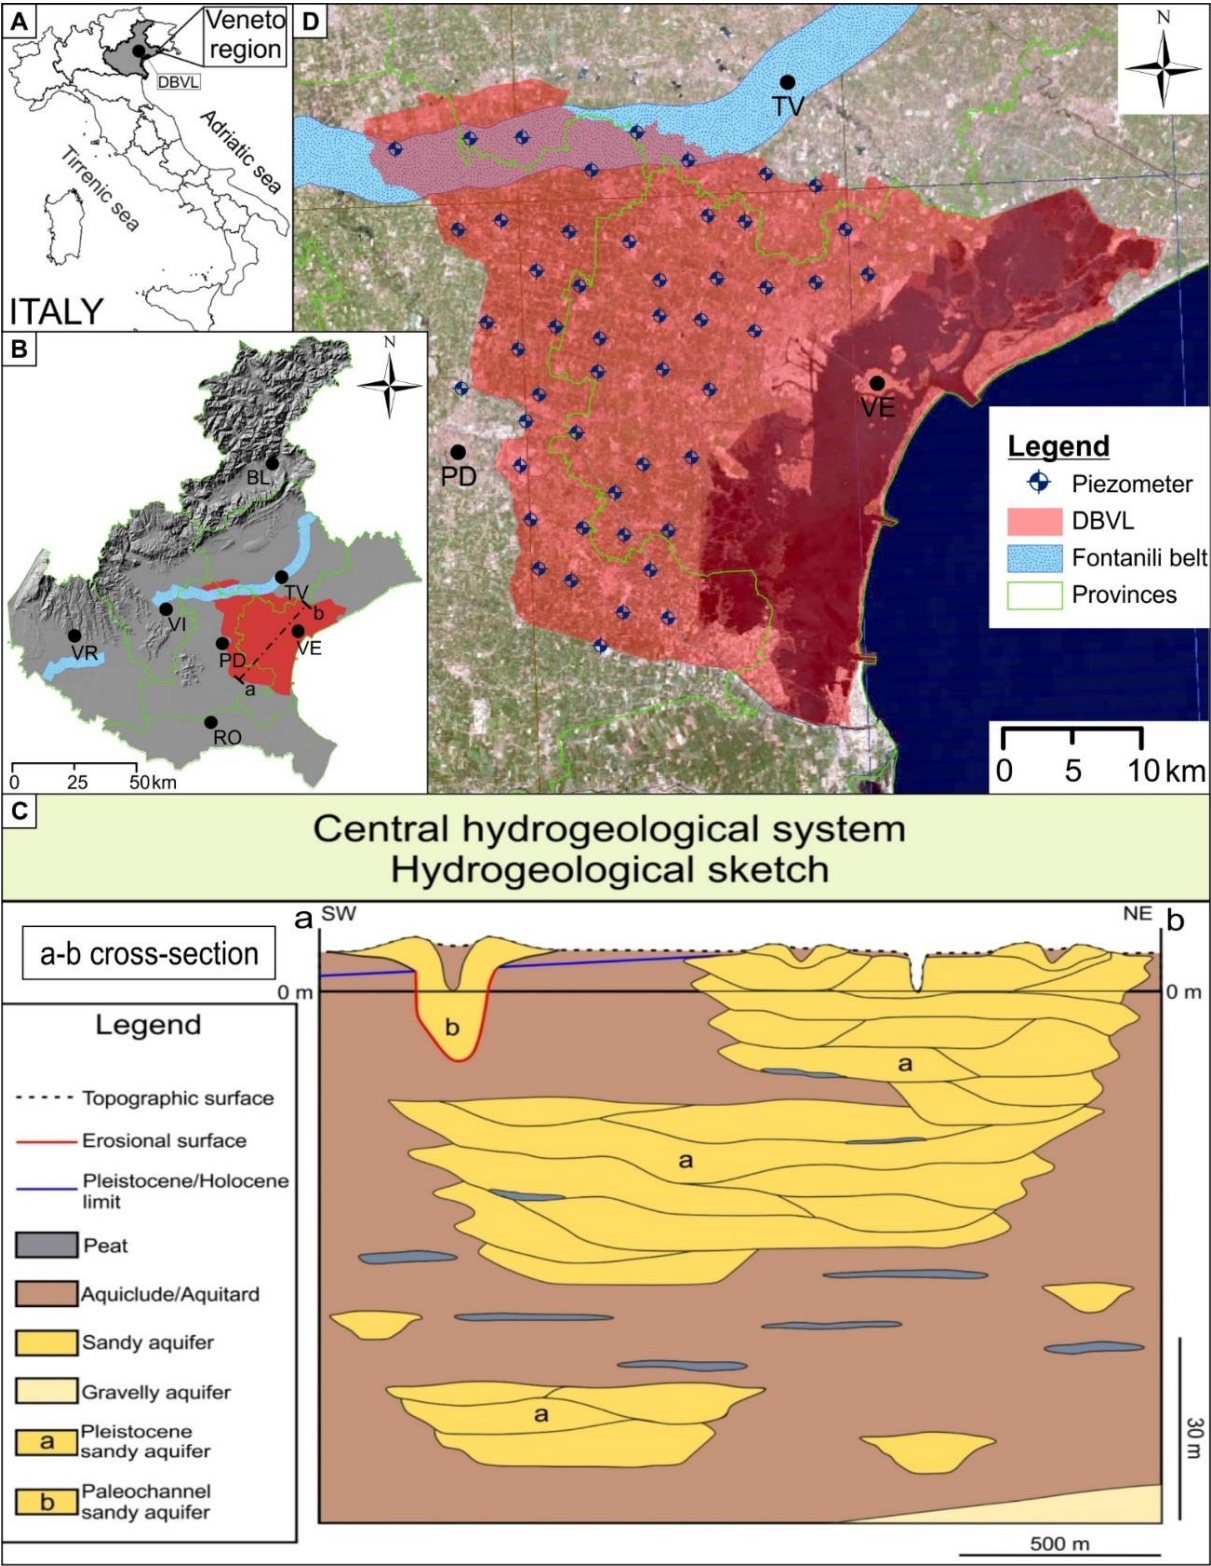 A
Veneto
region
DBVL
Adriatic sea
Tirrenic sea
ITALY
B
N
BL
TV
b
VI
VR
PD
VE
a
RO
0 25 50 km
D
N
TV
VE
PD
Legend
Piezometer
DBVL
Fontanili belt
Provinces
0 5 10 km
C
Central hydrogeological system
Hydrogeological sketch
a-b cross-section
a SW NE b
0 m 0 m
b
a
a
a
30 m
500 m
Legend
Topographic surface
Erosional surface
Pleistocene/Holocene
limit
Peat
Aquiclude/Aquitard
Sandy aquifer
Gravelly aquifer
a Pleistocene
sandy aquifer
b Paleochannel
sandy aquifer